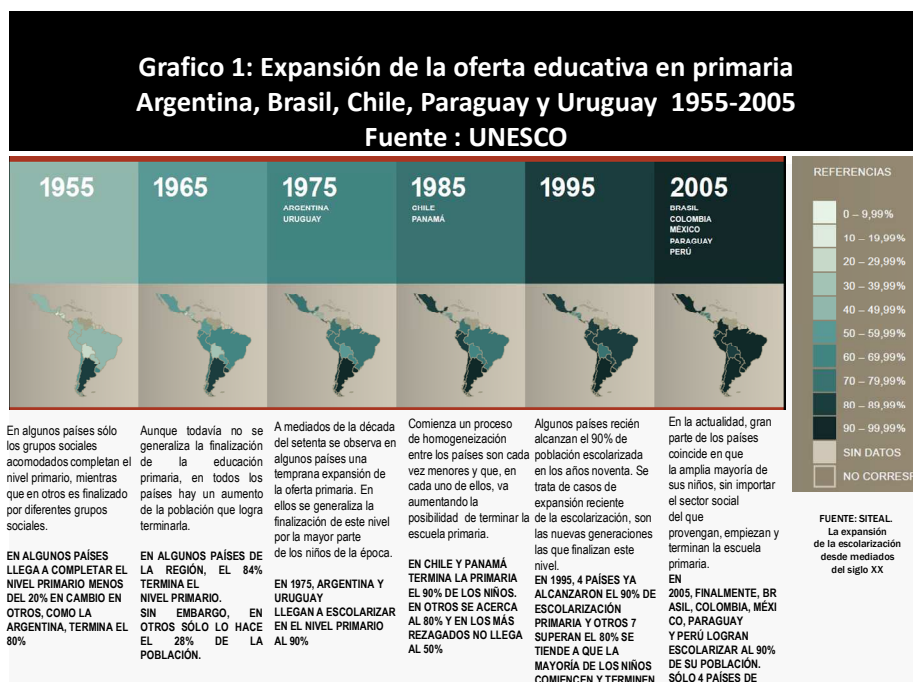 Grafico 1: Expansión de la oferta educativa en primaria
Argentina, Brasil, Chile, Paraguay y Uruguay 1955-2005
Fuente : UNESCO
1955
1965
1975
ARGENTINA
URUGUAY
1985
CHILE
PANAMÁ
1995
2005
BRASIL
COLOMBIA
MÉXICO
PARAGUAY
PERÚ
REFERENCIAS
0 – 9,99%
10 – 19,99%
20 – 29,99%
30 – 39,99%
40 – 49,99%
50 – 59,99%
60 – 69,99%
70 – 79,99%
80 – 89,99%
90 – 99,99%
SIN DATOS
NO CORRESP
En algunos países sólo
los grupos sociales
acomodados completan el
nivel primario, mientras
que en otros es finalizado
por diferentes grupos
sociales.
EN ALGUNOS PAÍSES
LLEGA A COMPLETAR EL
NIVEL PRIMARIO MENOS
DEL 20% EN CAMBIO EN
OTROS, COMO LA
ARGENTINA, TERMINA EL
80%
Aunque todavía no se
generaliza la finalización
de la educación
primaria, en todos los
países hay un aumento
de la población que logra
terminarla.
EN ALGUNOS PAÍSES DE
LA REGIÓN, EL 84%
TERMINA EL
NIVEL PRIMARIO.
SIN EMBARGO, EN
OTROS SÓLO LO HACE
EL 28% DE LA
POBLACIÓN.
A mediados de la década
del setenta se observa en
algunos países una
temprana expansión de
la oferta primaria. En
ellos se generaliza la
finalización de este nivel
por la mayor parte
de los niños de la época.
EN 1975, ARGENTINA Y
URUGUAY
LLEGAN A ESCOLARIZAR
EN EL NIVEL PRIMARIO
AL 90%
Comienza un proceso
de homogeneización
entre los países son cada
vez menores y que, en
cada uno de ellos, va
aumentando la
posibilidad de terminar la
escuela primaria.
EN CHILE Y PANAMÁ
TERMINA LA PRIMARIA
EL 90% DE LOS NIÑOS.
EN OTROS SE ACERCA
AL 80% Y EN LOS MÁS
REZAGADOS NO LLEGA
AL 50%
Algunos países recién
alcanzan el 90% de
población escolarizada
en los años noventa. Se
trata de casos de
expansión reciente
de la escolarización, son
las nuevas generaciones
las que finalizan este
nivel.
EN 1995, 4 PAÍSES YA
ALCANZARON EL 90% DE
ESCOLARIZACIÓN
PRIMARIA Y OTROS 7
SUPERAN EL 80% SE
TIENDE A QUE LA
MAYORÍA DE LOS NIÑOS
COMIENCEN Y TERMINEN
En la actualidad, gran
parte de los países
coincide en que
la amplia mayoría de
sus niños, sin importar
el sector social
del que
provengan, empiezan y
terminan la escuela
primaria.
EN
2005, FINALMENTE, BR
ASIL, COLOMBIA, MÉXI
CO, PARAGUAY
Y PERÚ LOGRAN
ESCOLARIZAR AL 90%
DE SU POBLACIÓN.
SÓLO 4 PAÍSES DE
FUENTE: SITEAL.
La expansión
de la escolarización
desde mediados
del siglo XX